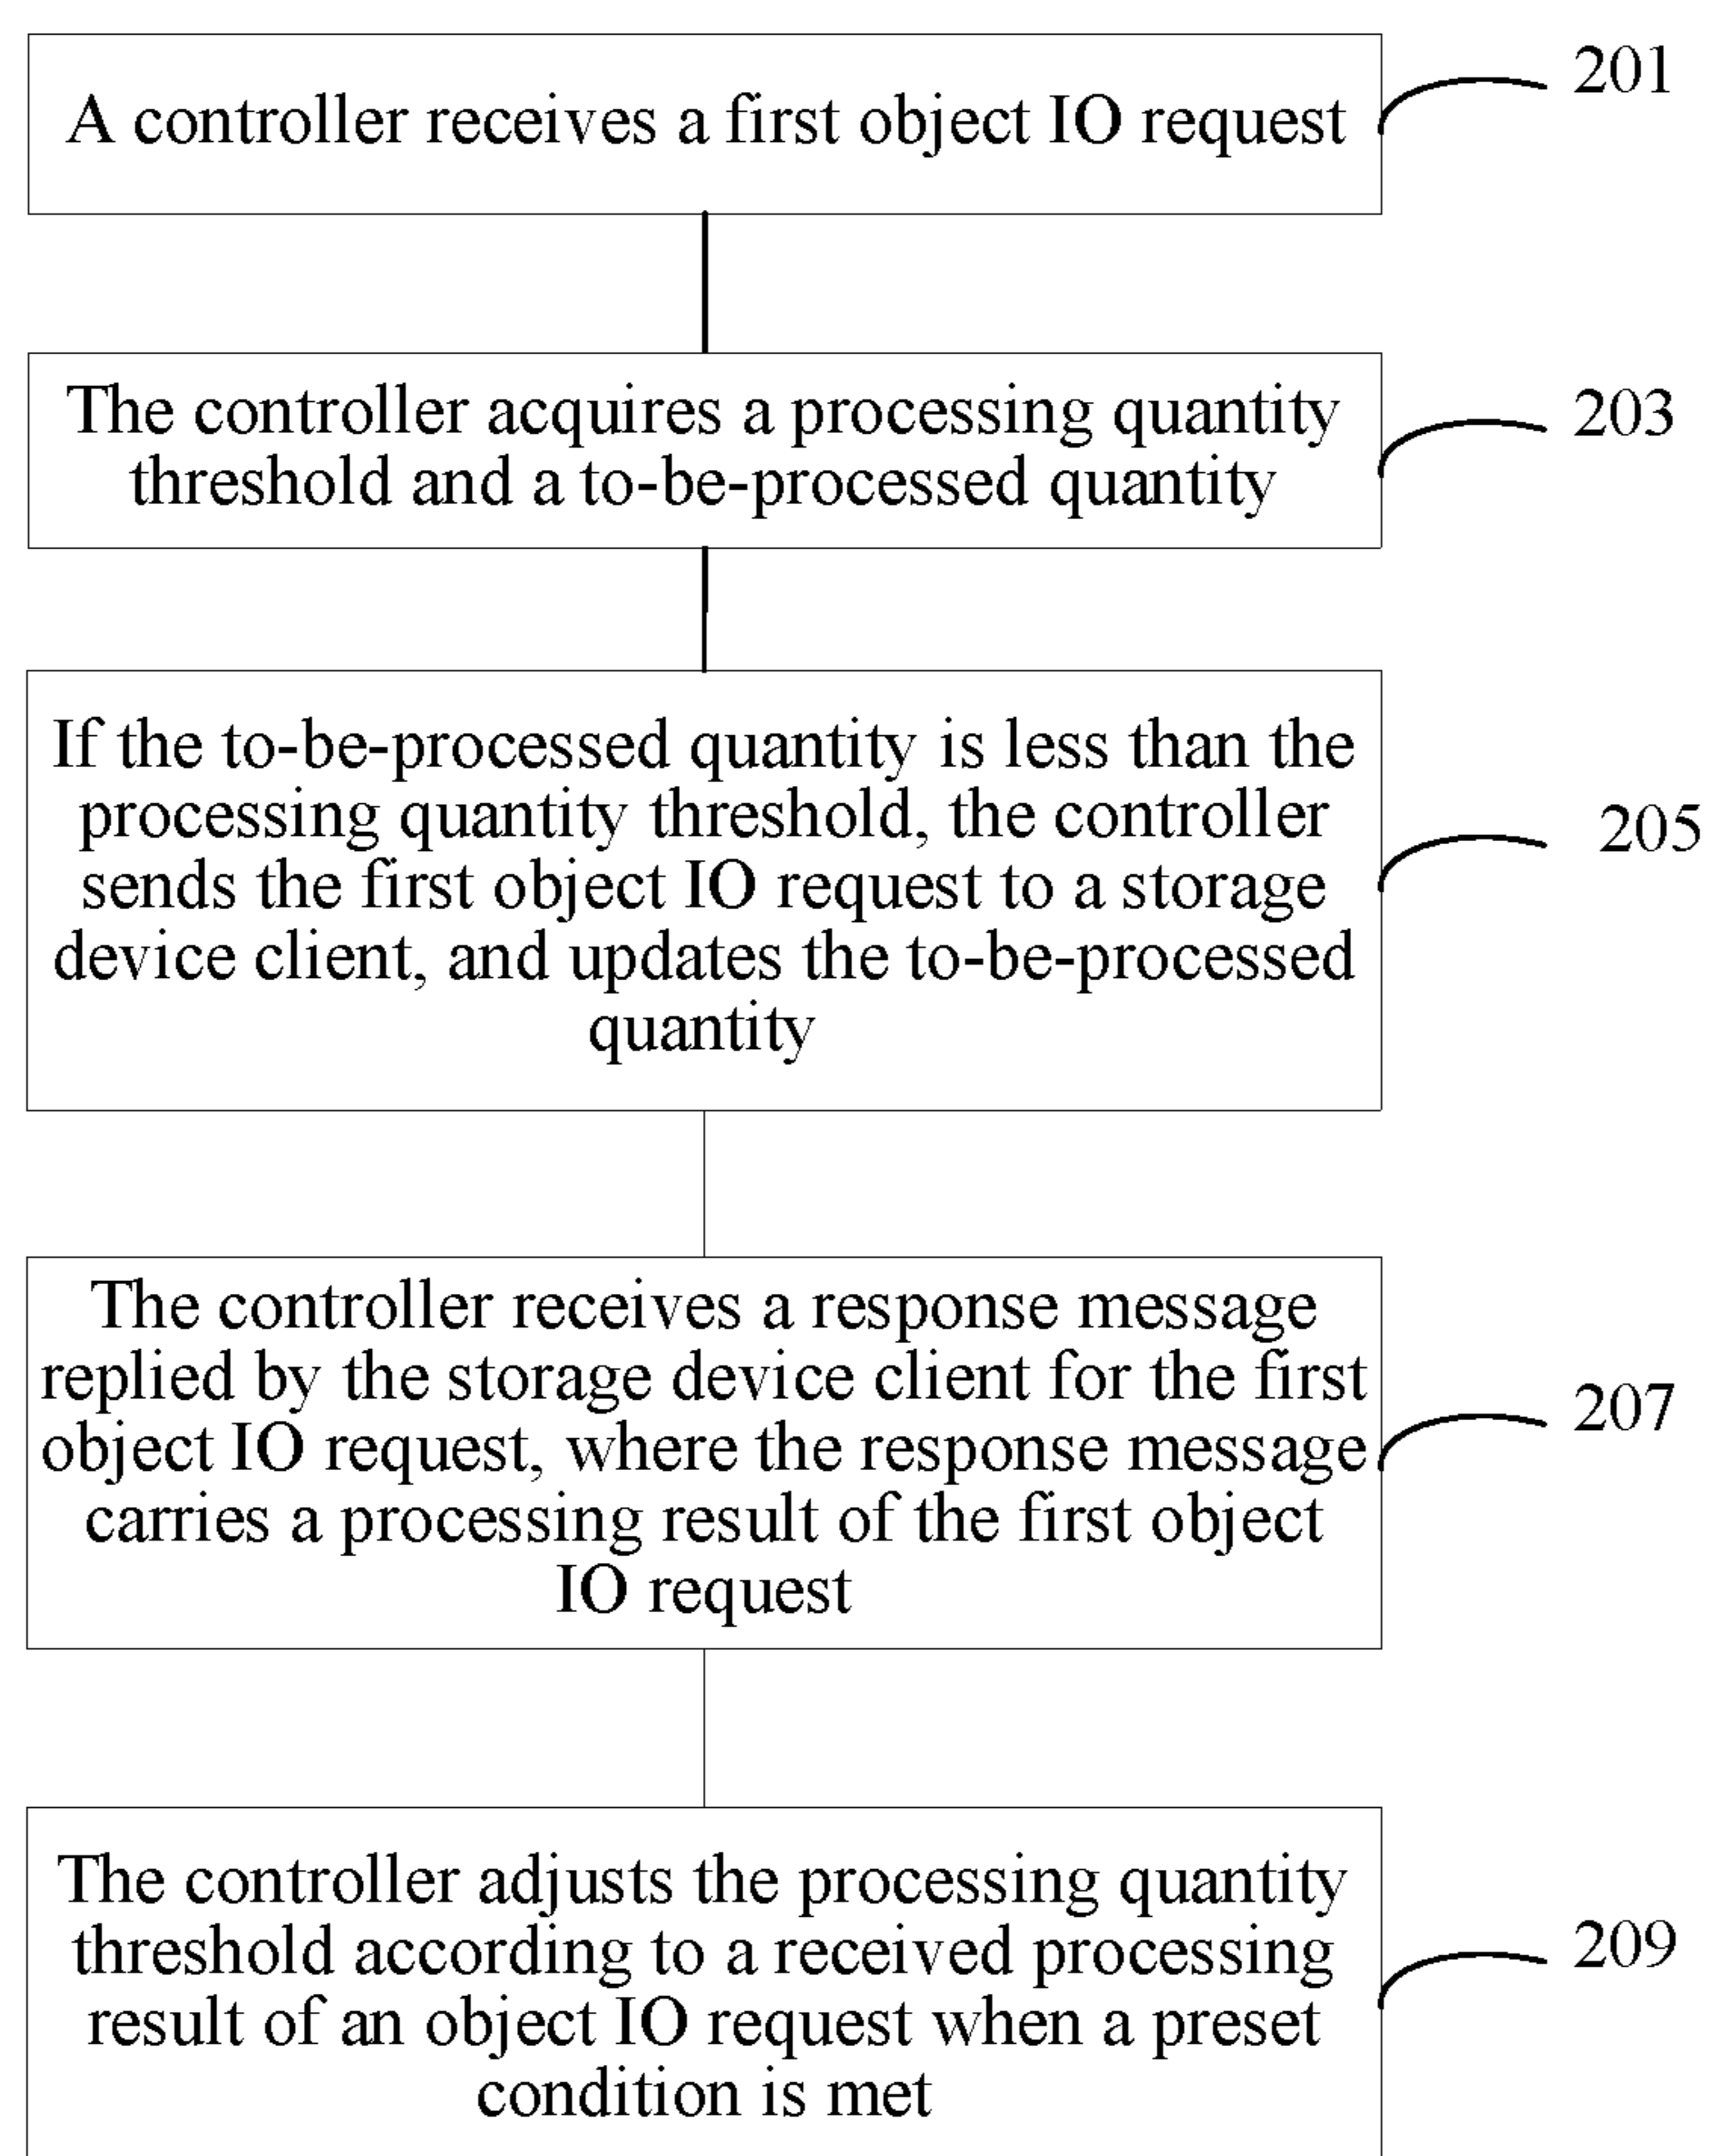 A controller receives a first object IO request
201
The controller acquires a processing quantity
threshold and a to-be-processed quantity
203
If the to-be-processed quantity is less than the
processing quantity threshold, the controller
sends the first object IO request to a storage
device client, and updates the to-be-processed
quantity
205
The controller receives a response message
replied by the storage device client for the first
object IO request, where the response message
carries a processing result of the first object
IO request
207
The controller adjusts the processing quantity
threshold according to a received processing
result of an object IO request when a preset
condition is met
209